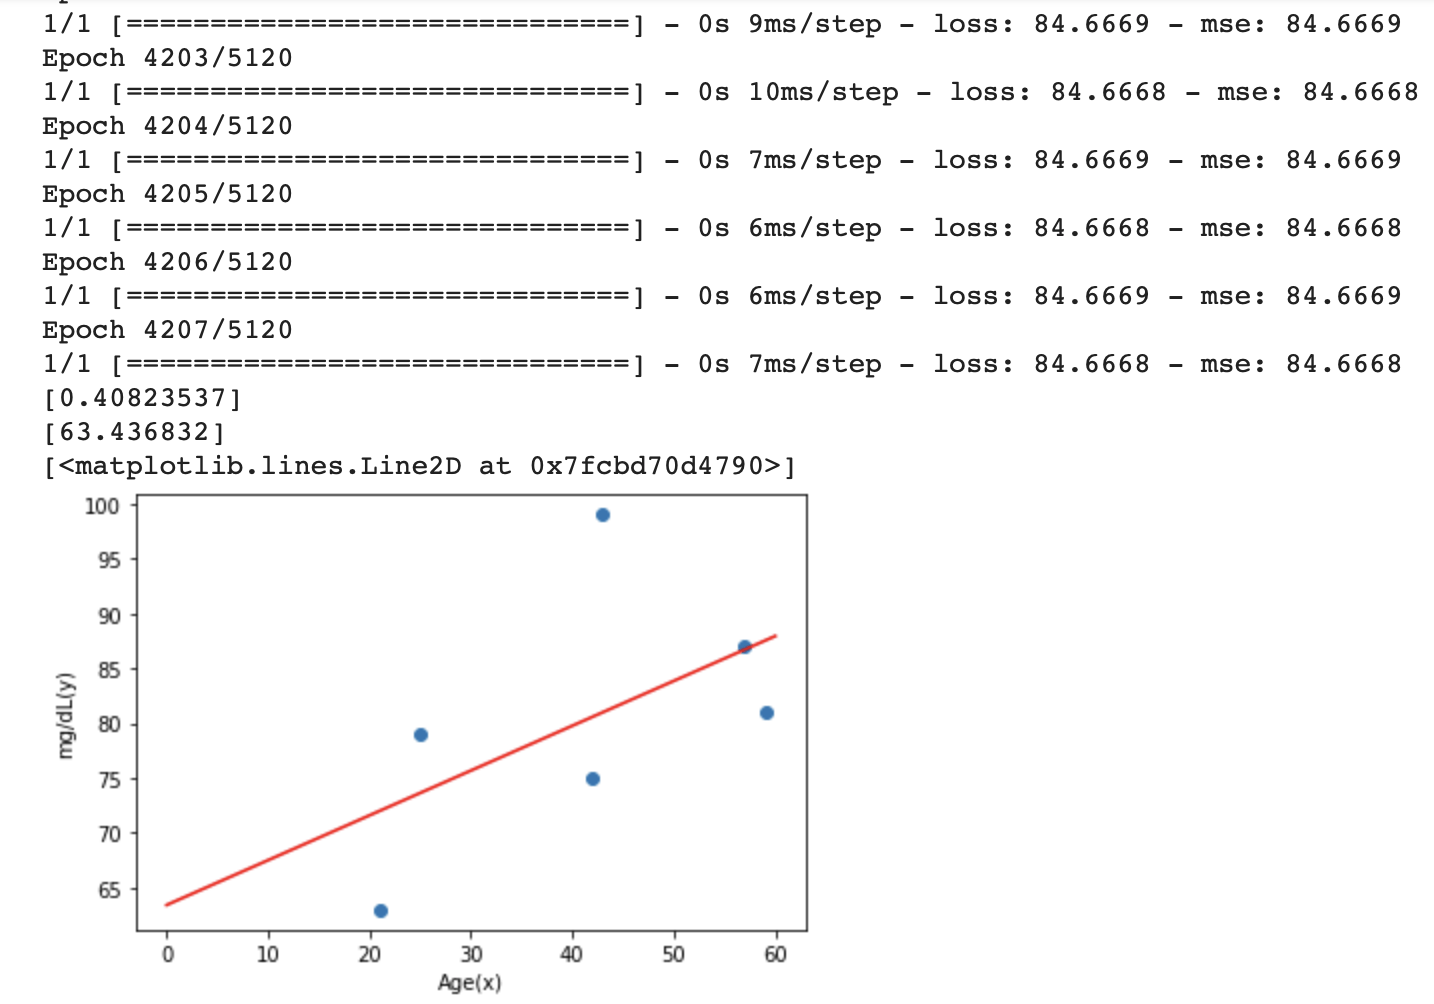 1/1 [==============================] - 0s 9ms/step - loss: 84.6669 - mse: 84.6669
Epoch 4203/5120
1/1 [==============================] - 0s 10ms/step - loss: 84.6668 - mse: 84.6668
Epoch 4204/5120
1/1 [==============================] - 0s 7ms/step - loss: 84.6669 - mse: 84.6669
Epoch 4205/5120
1/1 [==============================] - 0s 6ms/step - loss: 84.6668 - mse: 84.6668
Epoch 4206/5120
1/1 [==============================] - 0s 6ms/step - loss: 84.6669 - mse: 84.6669
Epoch 4207/5120
1/1 [==============================] - 0s 7ms/step - loss: 84.6668 - mse: 84.6668
[0.40823537]
[63.436832]
[<matplotlib.lines.Line2D at 0x7fcbd70d4790>]
100
95
90
85
80
75
70
65
mg/dL(y)
0 10 20 30 40 50 60
Age(x)